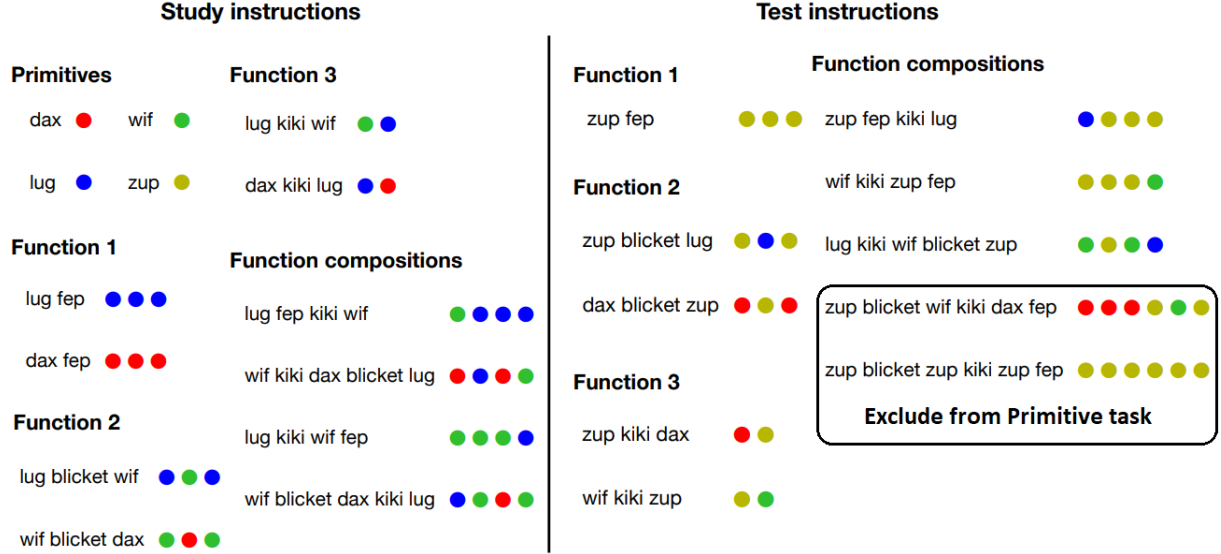 Study instructions
Primitives
dax
wif
lug
zup
Function 1
lug fep
dax fep
Function 2
lug blicket wif
wif blicket dax
Function 3
lug kiki wif
dax kiki lug
Function compositions
lug fep kiki wif
wif kiki dax blicket lug
lug kiki wif fep
wif blicket dax kiki lug
Test instructions
Function 1
zup fep
Function 2
zup blicket lug
dax blicket zup
Function 3
zup kiki dax
wif kiki zup
Function compositions
zup fep kiki lug
wif kiki zup fep
lug kiki wif blicket zup
zup blicket wif kiki dax fep
zup blicket zup kiki zup fep
Exclude from Primitive task